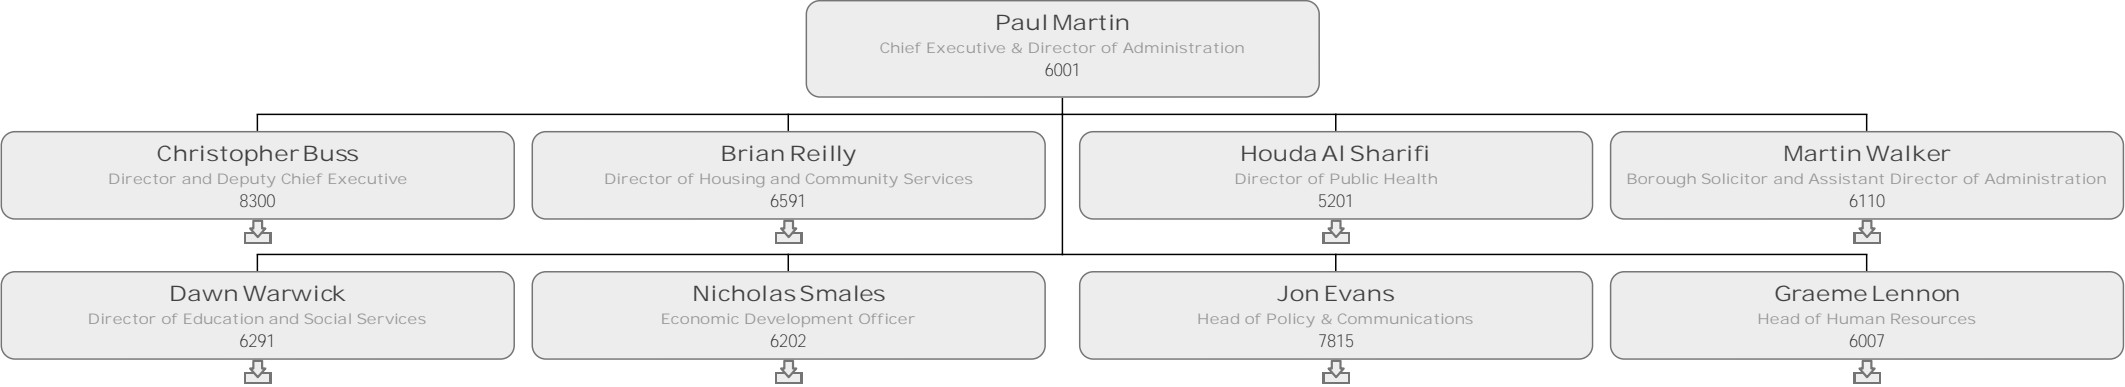 Paul Martin
Chief Executive & Director of Administration
6001
Christopher Buss
Director and Deputy Chief Executive
8300
Brian Reilly
Director of Housing and Community Services
6591
Houda Al Sharifi
Director of Public Health
5201
Martin Walker
Borough Solicitor and Assistant Director of Administration
6110
Dawn Warwick
Director of Education and Social Services
6291
Nicholas Smales
Economic Development Officer
6202
Jon Evans
Head of Policy & Communications
7815
Graeme Lennon
Head of Human Resources
6007